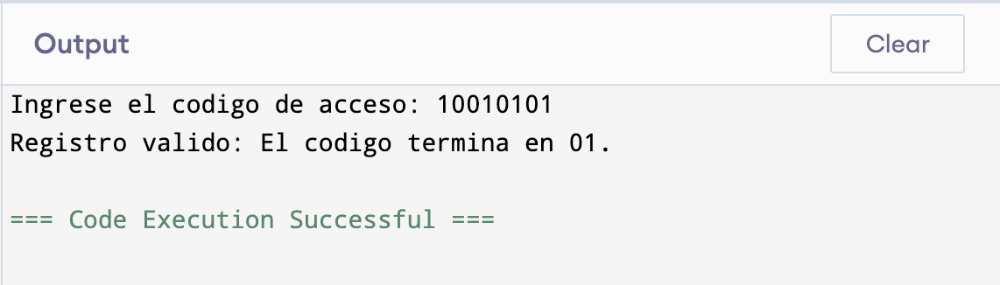 Output
Clear
Ingrese el codigo de acceso: 10010101
Registro valido: El codigo termina en 01.
=== Code Execution Successful ===